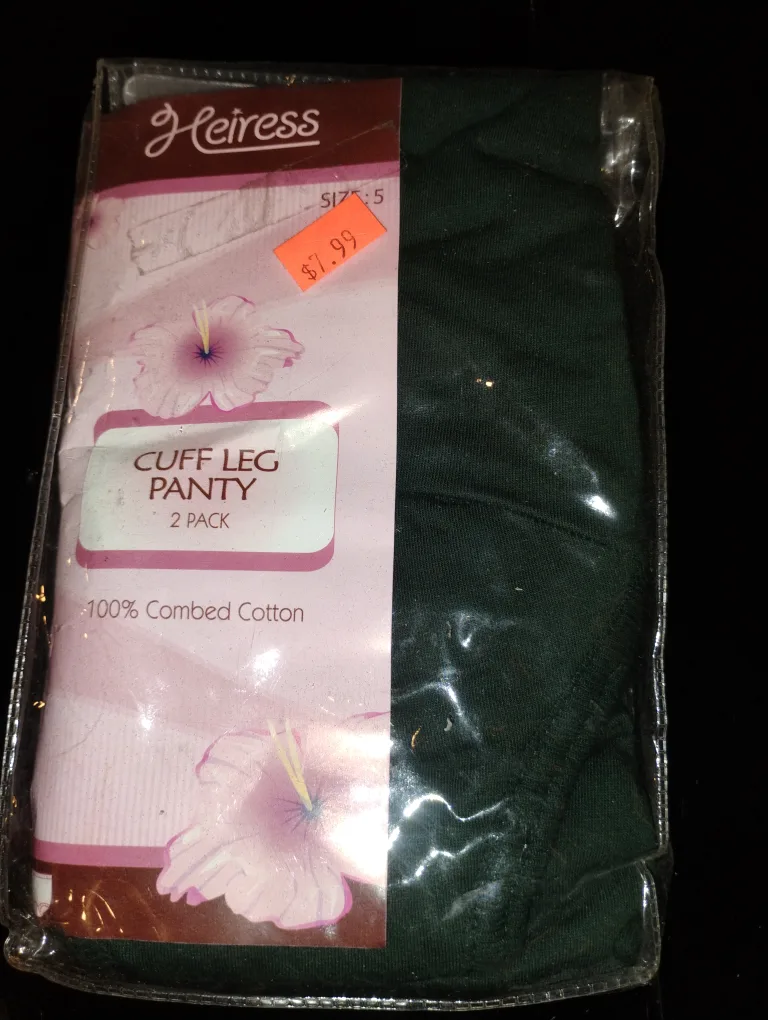 Heiress
SIZE: 5
$7.99
CUFF LEG
PANTY
2 PACK
100% Combed Cotton